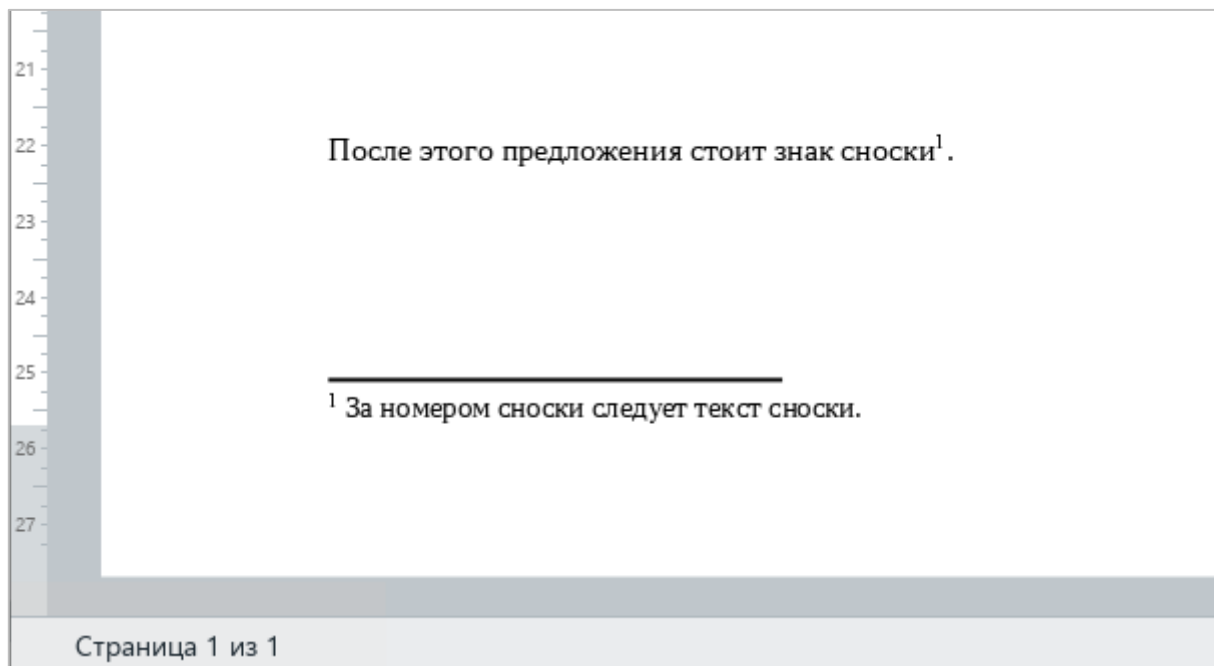 21
22
После этого предложения стоит знак сноски¹.
23
24
25
¹ За номером сноски следует текст сноски.
26
27
Страница 1 из 1